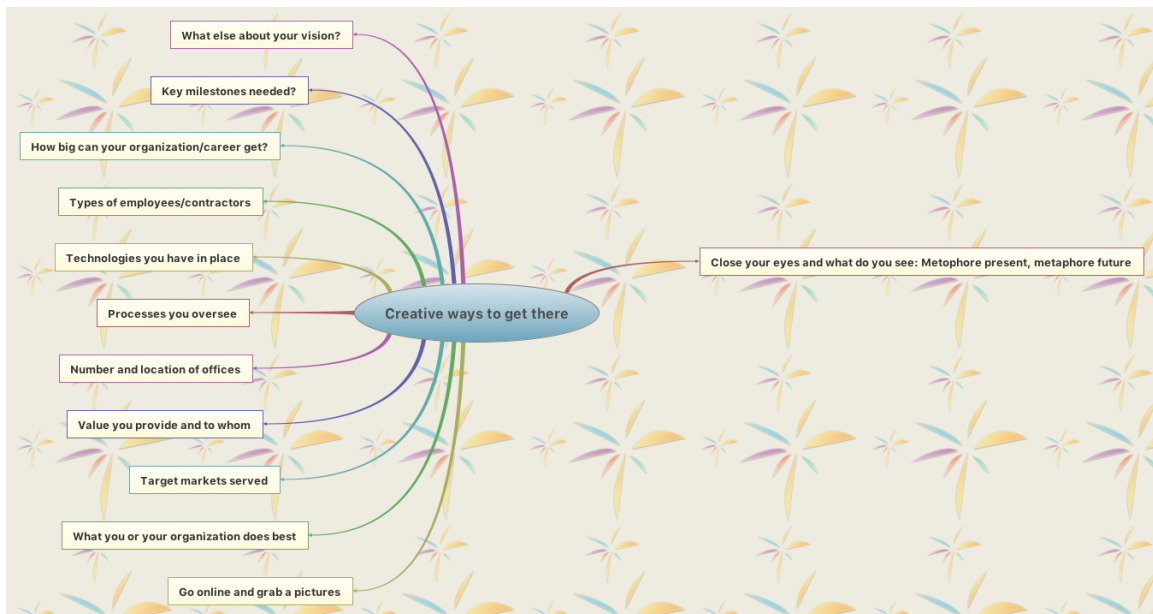 What else about your vision?
Key milestones needed?
How big can your organization/career get?
Types of employees/contractors
Technologies you have in place
Close your eyes and what do you see: Metophore present, metaphore future
Creative ways to get there
Processes you oversee
Number and location of offices
Value you provide and to whom
Target markets served
What you or your organization does best
Go online and grab a pictures